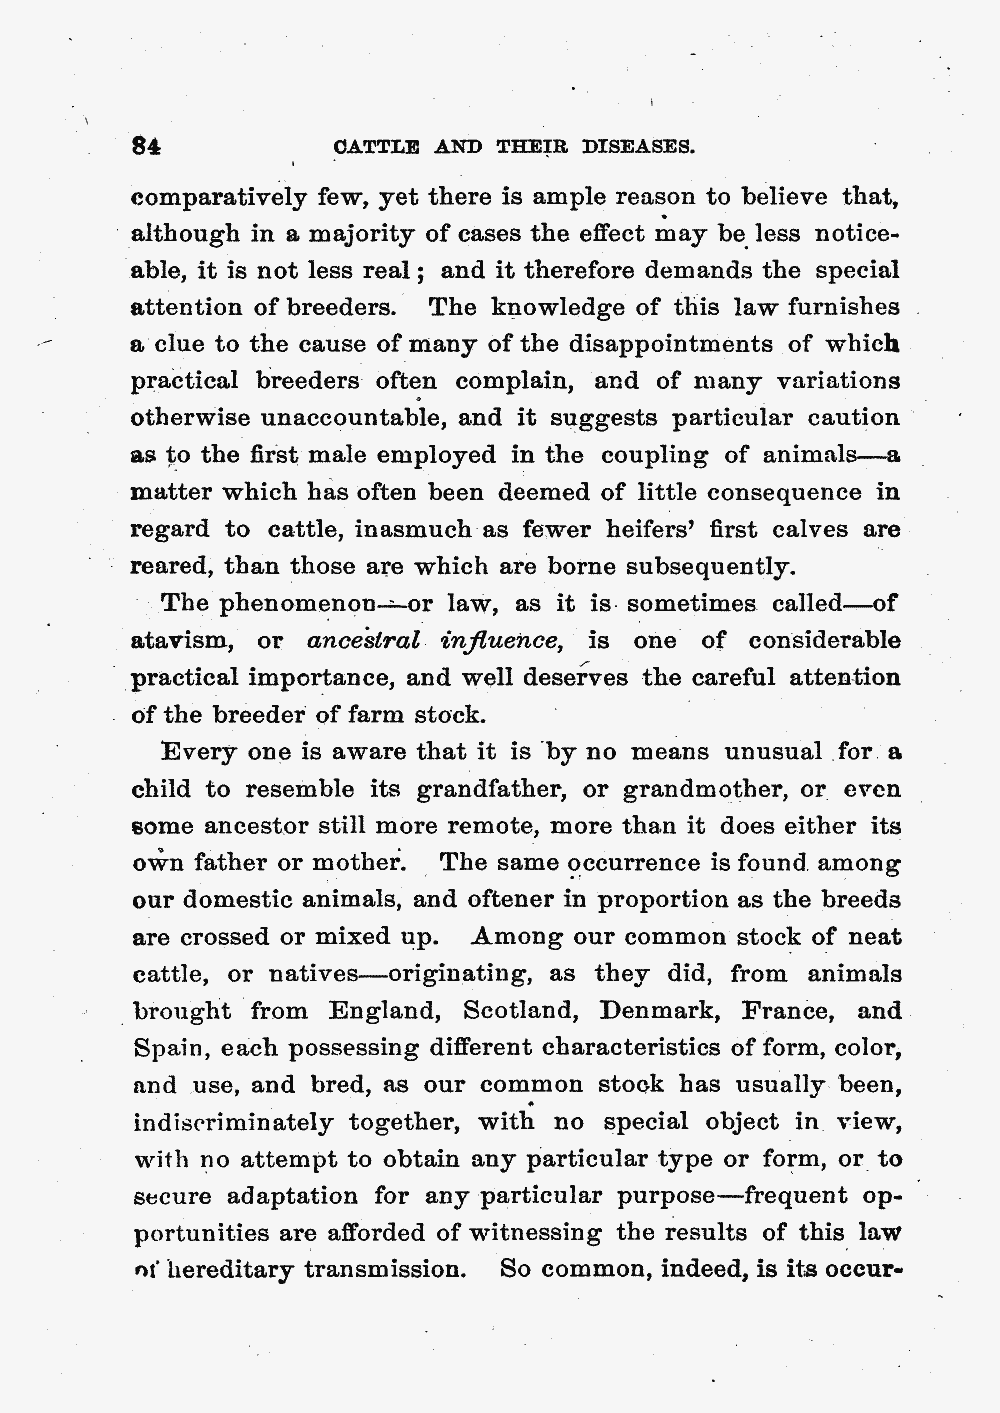 84 CATTLE AND THEIR DISEASES.
comparatively few, yet there is ample reason to believe that,
although in a majority of cases the effect may be less notice-
able, it is not less real; and it therefore demands the special
attention of breeders. The knowledge of this law furnishes
a clue to the cause of many of the disappointments of which
practical breeders often complain, and of many variations
otherwise unaccountable, and it suggests particular caution
as to the first male employed in the coupling of animals—a
matter which has often been deemed of little consequence in
regard to cattle, inasmuch as fewer heifers' first calves are
reared, than those are which are borne subsequently.
The phenomenon—or law, as it is sometimes called—of
atavism, or ancestral influence, is one of considerable
practical importance, and well deserves the careful attention
of the breeder of farm stock.
Every one is aware that it is by no means unusual for a
child to resemble its grandfather, or grandmother, or even
some ancestor still more remote, more than it does either its
own father or mother. The same occurrence is found among
our domestic animals, and oftener in proportion as the breeds
are crossed or mixed up. Among our common stock of neat
cattle, or natives—originating, as they did, from animals
brought from England, Scotland, Denmark, France, and
Spain, each possessing different characteristics of form, color,
and use, and bred, as our common stock has usually been,
indiscriminately together, with no special object in view,
with no attempt to obtain any particular type or form, or to
secure adaptation for any particular purpose—frequent op-
portunities are afforded of witnessing the results of this law
of hereditary transmission. So common, indeed, is its occur-